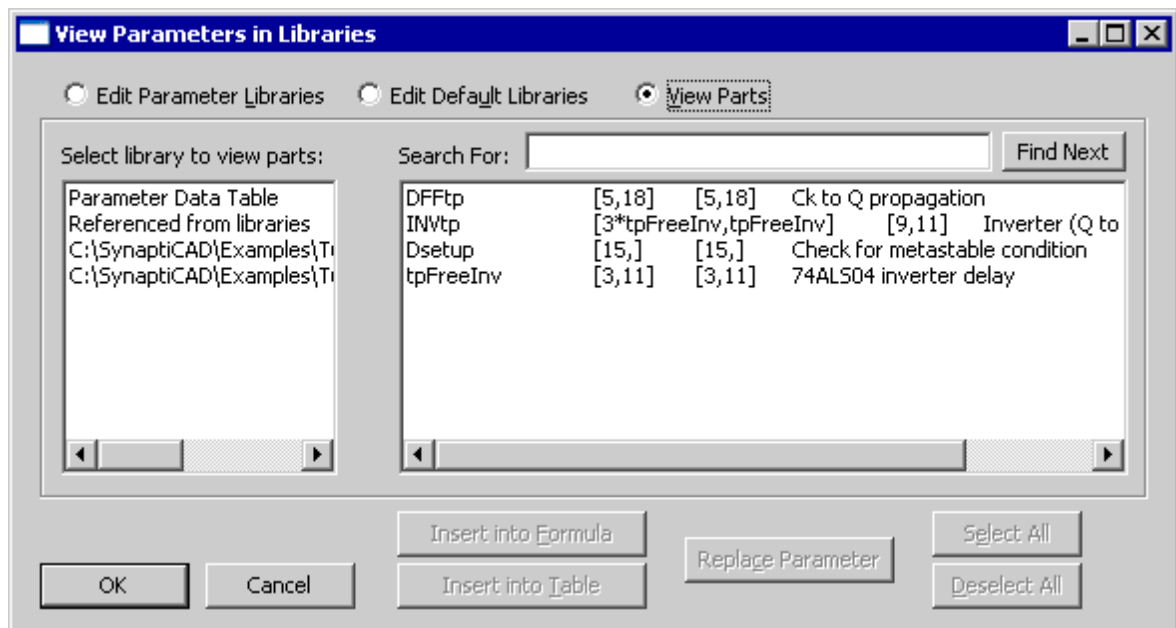 View Parameters in Libraries
Edit Parameter Libraries Edit Default Libraries View Parts
Select library to view parts: Search For: Find Next
Parameter Data Table
Referenced from libraries
C:\SynaptiCAD\Examples\Tu
C:\SynaptiCAD\Examples\Tu
DFFtp [5,18] [5,18] Ck to Q propagation
INVtp [3*tpFreeInv,tpFreeInv] [9,11] Inverter (Q to
Dsetup [15,] [15,] Check for metastable condition
tpFreeInv [3,11] [3,11] 74ALS04 inverter delay
Insert into Formula
Insert into Table
Replace Parameter
Select All
Deselect All
OK Cancel